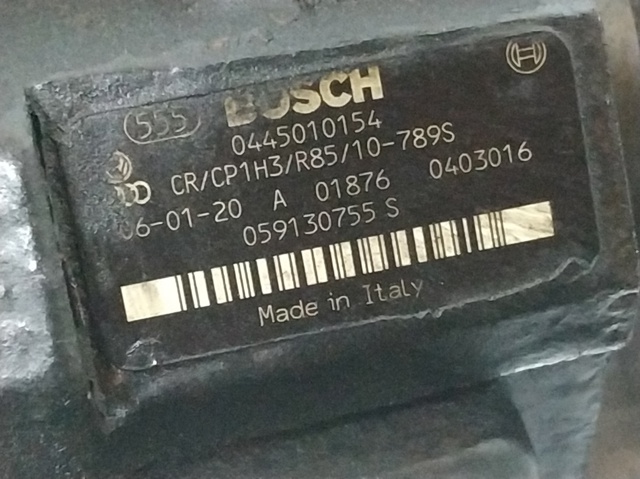 555 BOSCH
0445010154
CR/CP1H3/R85/10-789S
06-01-20 A 01876 0403016
059130755 S
Made in Italy